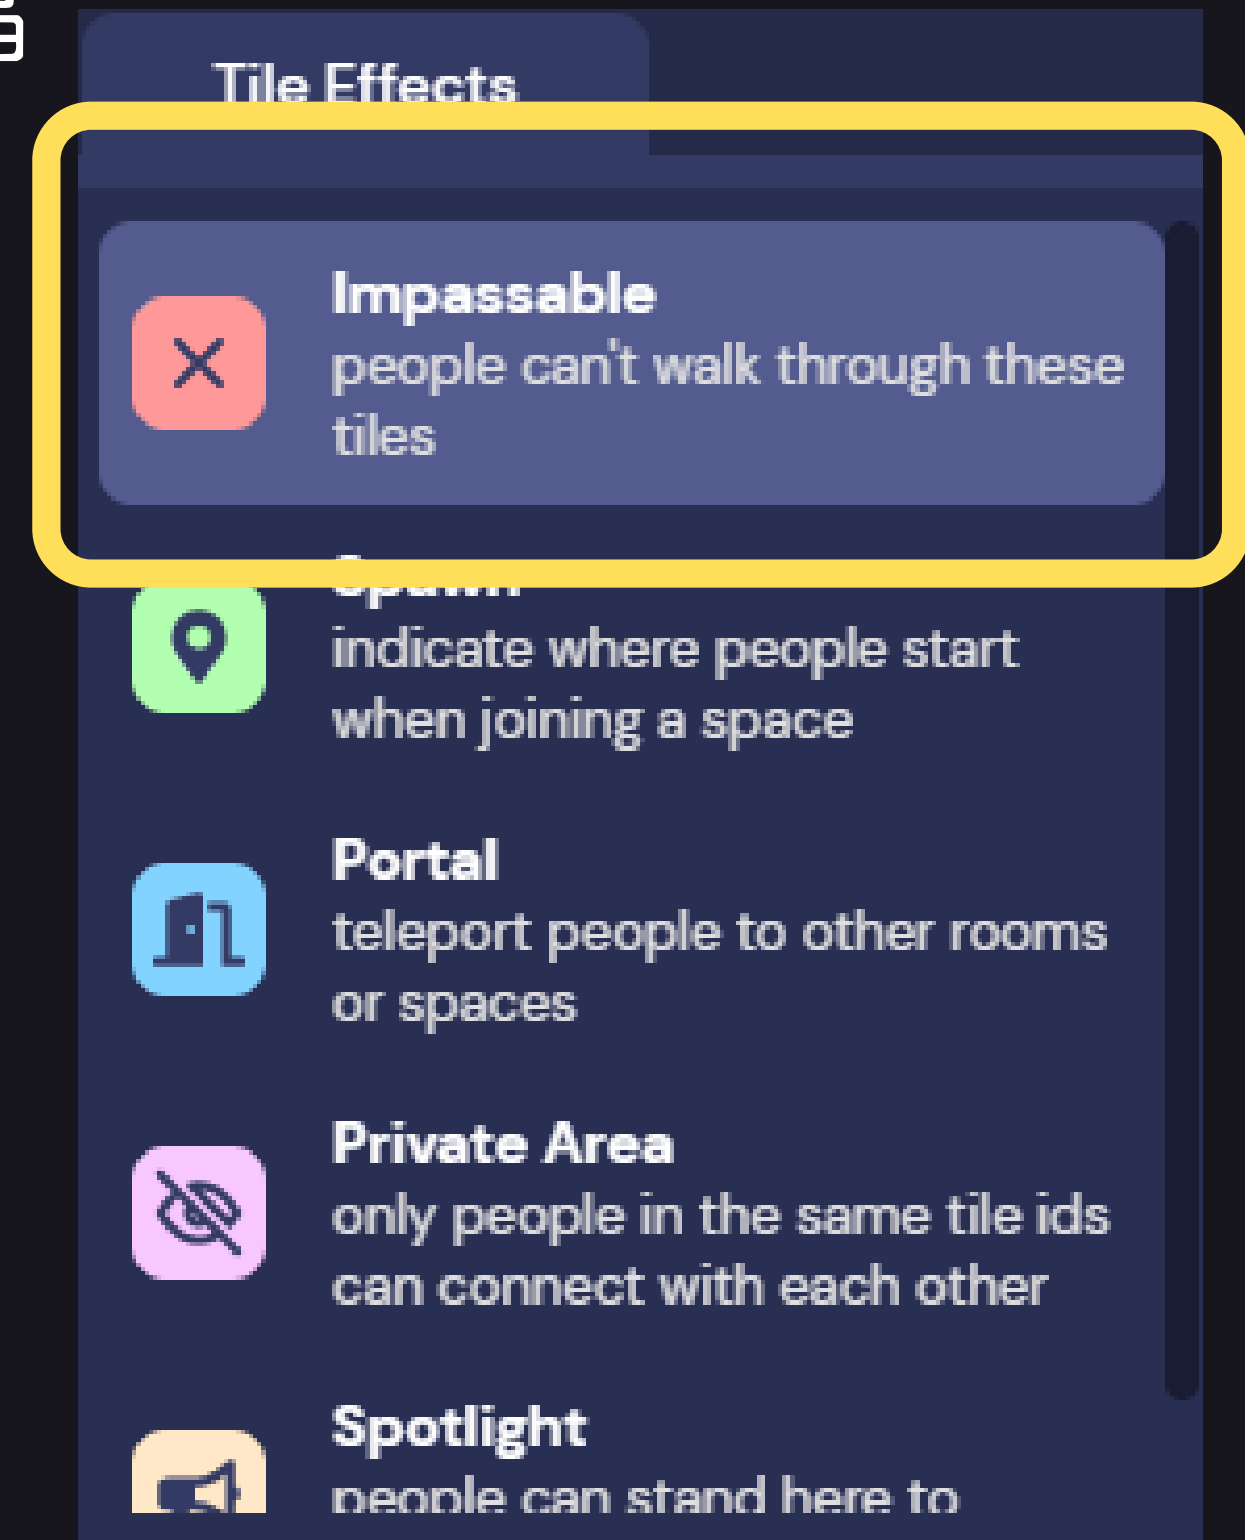 Tile Effects
Impassable
people can't walk through these
tiles
Spawn
indicate where people start
when joining a space
Portal
teleport people to other rooms
or spaces
Private Area
only people in the same tile ids
can connect with each other
Spotlight
people can stand here to